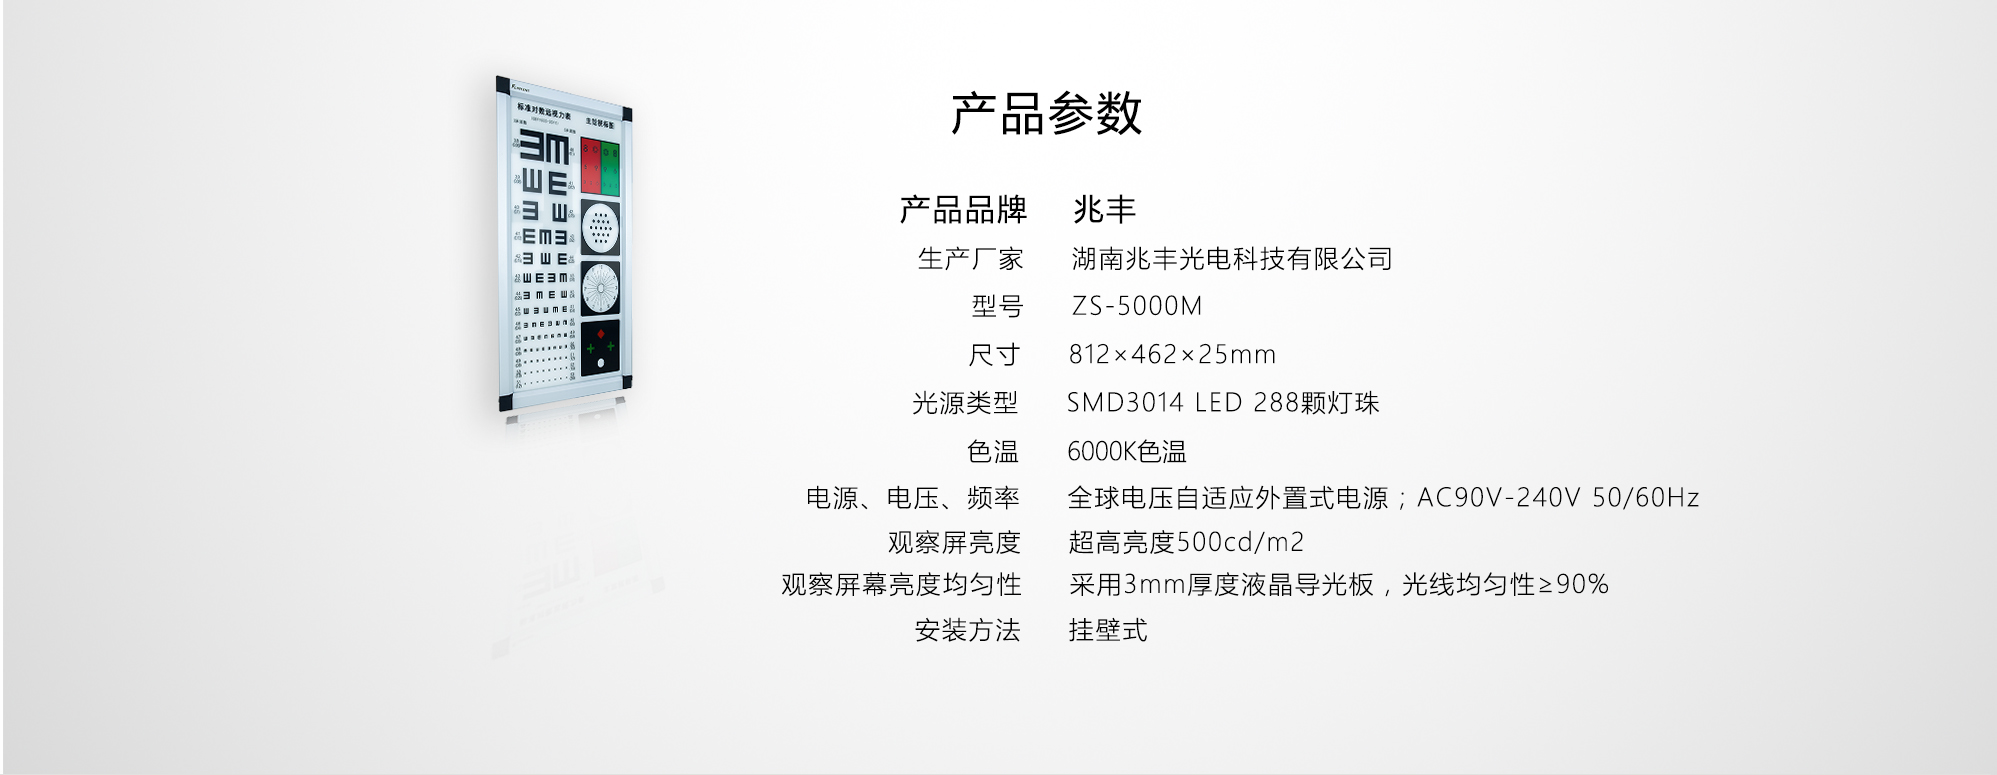 标准对数远视力表
产品参数
产品品牌 兆丰
生产厂家 湖南兆丰光电科技有限公司
型号 ZS-5000M
尺寸 812×462×25mm
光源类型 SMD3014 LED 288颗灯珠
色温 6000K色温
电源、电压、频率 全球电压自适应外置式电源；AC90V-240V 50/60Hz
观察屏亮度 超高亮度500cd/m2
观察屏幕亮度均匀性 采用3mm厚度液晶导光板，光线均匀性≥90%
安装方法 挂壁式